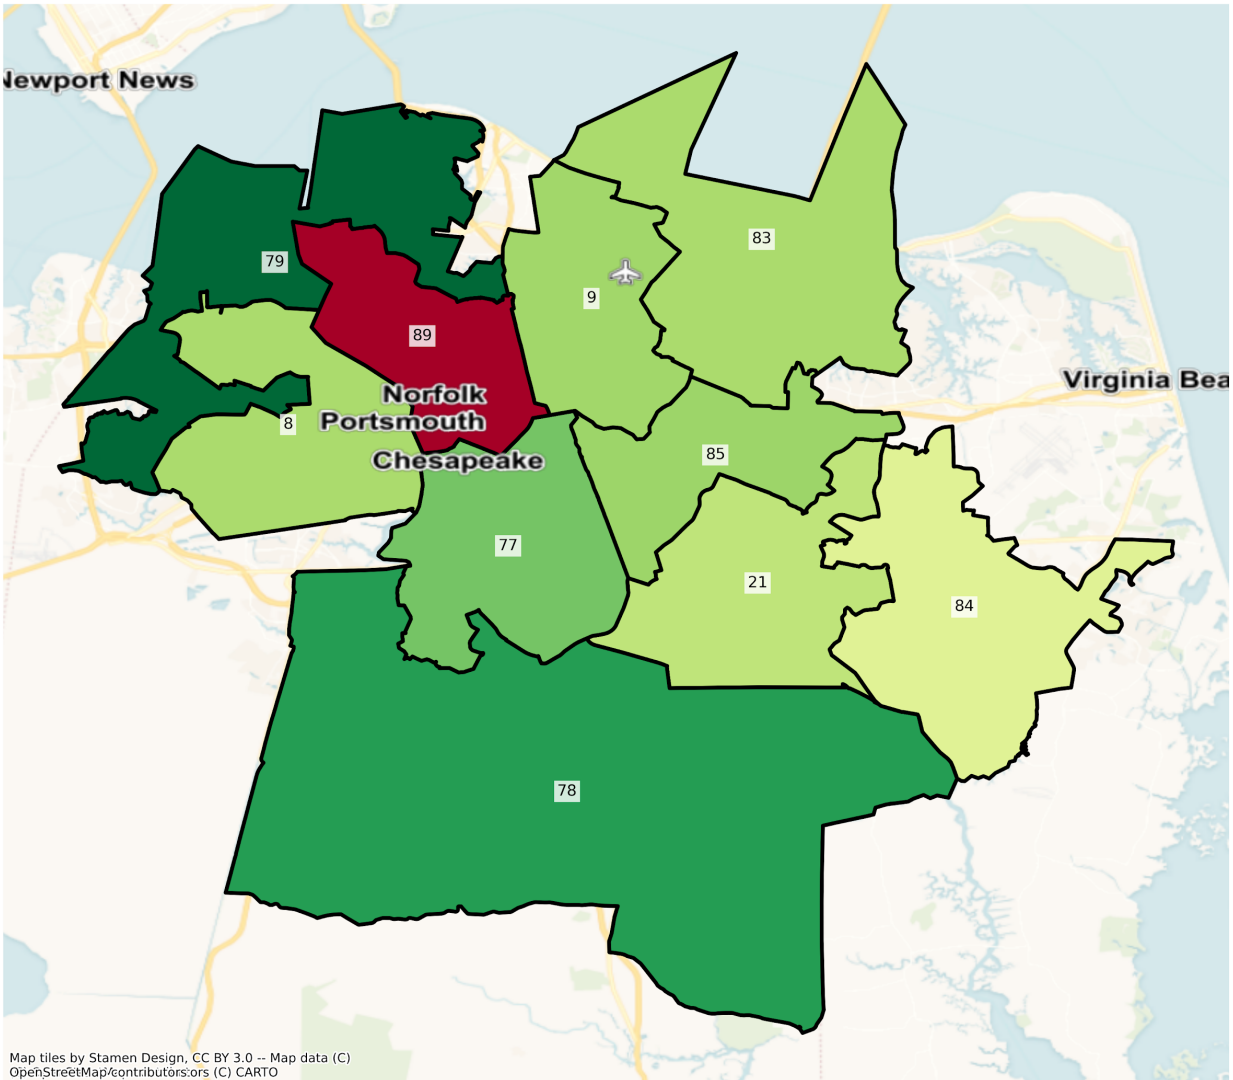 Newport News
83
79
9
89
Virginia Bea
Norfolk
Portsmouth
8
85
Chesapeake
77
21
84
78
Map tiles by Stamen Design, CC BY 3.0 -- Map data (C)
OpenStreetMap contributors
(C) CARTO